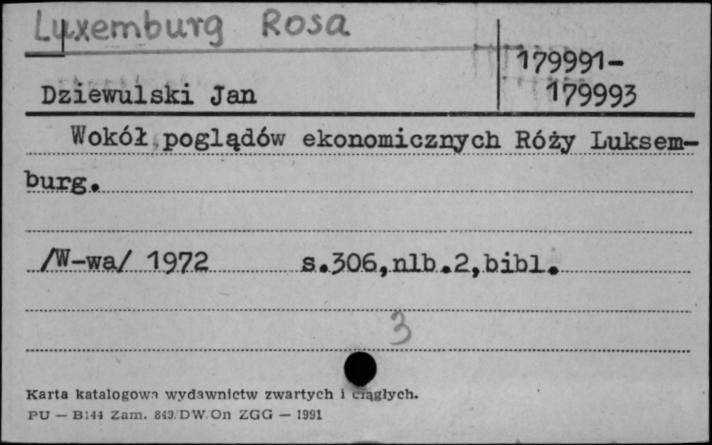 Luxemburg Rosa
179991-
Dziewulski Jan
179993
Wokół poglądów ekonomicznych Róży Luksem-
burg.
/W-wa/ 1972 s.306,nlb.2,bibl.
3
Karta katalogowa wydawnictw zwartych i ciągłych.
PU — B144 Zam. 849/DW/On ZGG — 1991